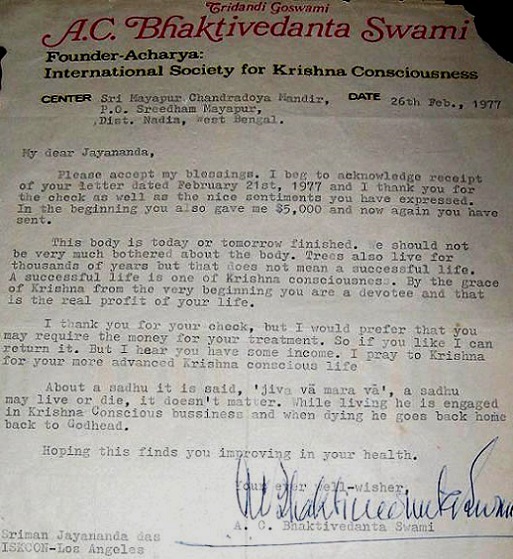 Tridandi Goswami
A.C. Bhaktivedanta Swami
Founder-Acharya:
International Society for Krishna Consciousness
CENTER Sri Mayapur Chandradoya Mandir, DATE 26th Feb., 1977
P.O. Sreedham Mayapur,
Dist. Nadia, West Bengal.
My dear Jayananda,
Please accept my blessings. I beg to acknowledge receipt
of your letter dated February 21st, 1977 and I thank you for
the check as well as the nice sentiments you have expressed.
In the beginning you also gave me $5,000 and now again you have
sent.
This body is today or tomorrow finished. We should not
be very much bothered about the body. Trees also live for
thousands of years but that does not mean a successful life.
A successful life is one of Krishna consciousness. By the grace
of Krishna from the very beginning you are a devotee and that
is the real profit of your life.
I thank you for your check, but I would prefer that you
may require the money for your treatment. So if you like I can
return it. But I hear you have some income. I pray to Krishna
for your more advanced Krishna conscious life
About a sadhu it is said, 'jiva vā mara vā', a sadhu
may live or die, it doesn't matter. While living he is engaged
in Krishna Conscious bussiness and when dying he goes back home
back to Godhead.
Hoping this finds you improving in your health.
Your ever well-wisher,
A.C. Bhaktivedanta Swami
A. C. Bhaktivedanta Swami
Sriman Jayananda das
ISKCON-Los Angeles